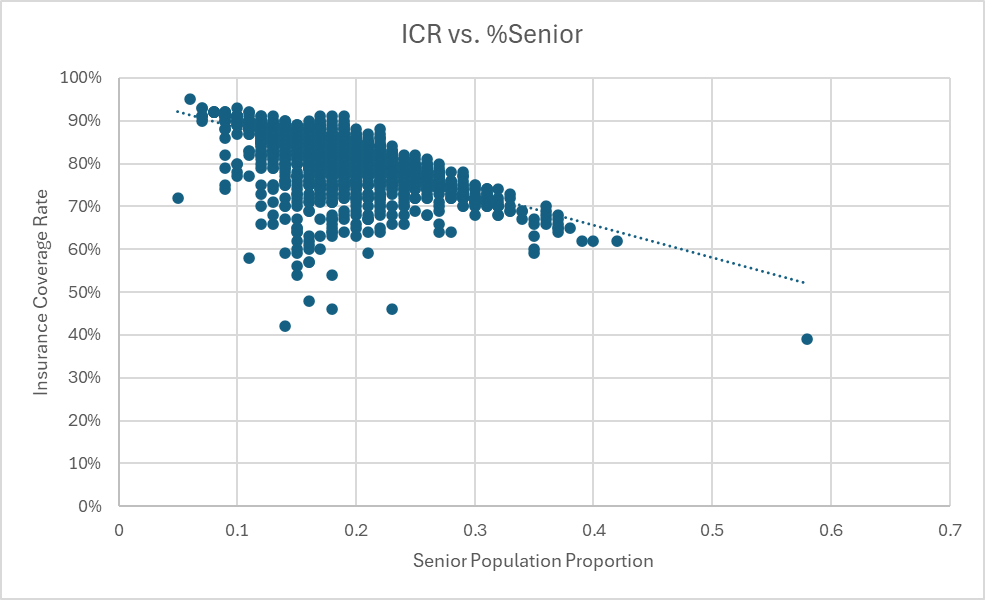 ICR vs. %Senior
100%
90%
80%
70%
60%
50%
40%
30%
20%
10%
0%
Insurance Coverage Rate
0 0.1 0.2 0.3 0.4 0.5 0.6 0.7
Senior Population Proportion